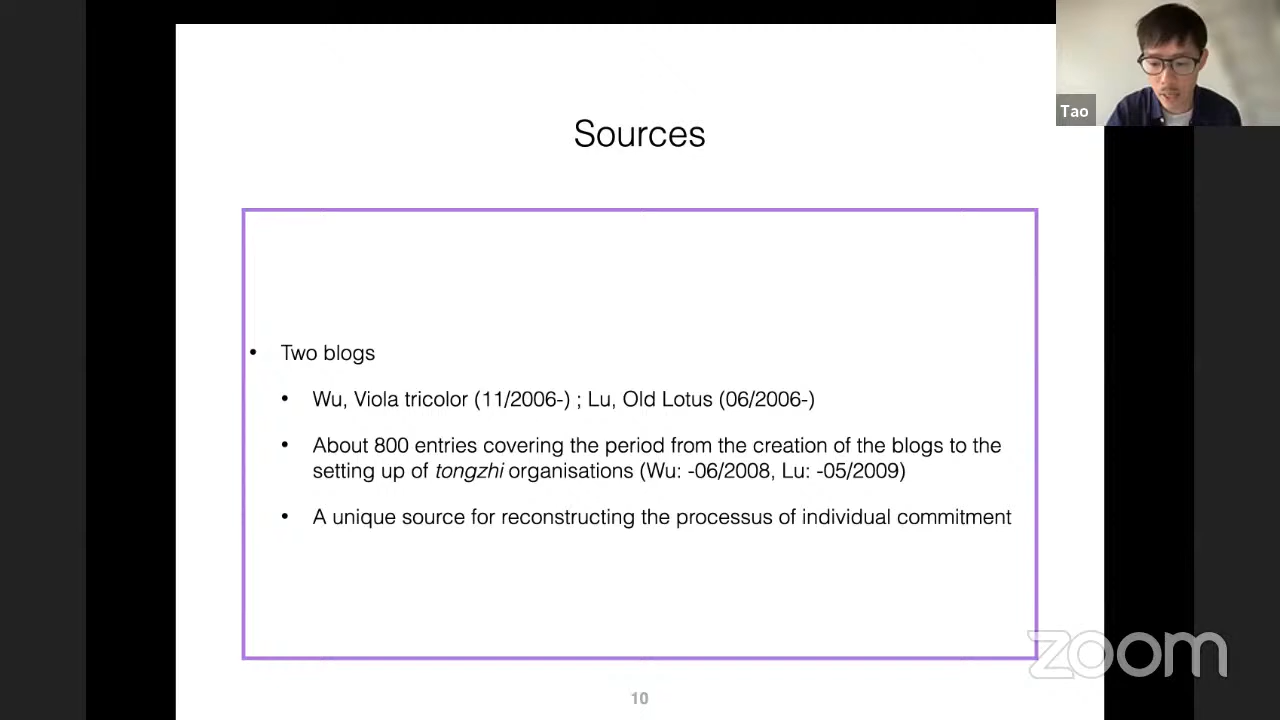 Tao
Sources
• Two blogs
• Wu, Viola tricolor (11/2006-) ; Lu, Old Lotus (06/2006-)
• About 800 entries covering the period from the creation of the blogs to the
setting up of tongzhi organisations (Wu: -06/2008, Lu: -05/2009)
• A unique source for reconstructing the processus of individual commitment
zoom
10